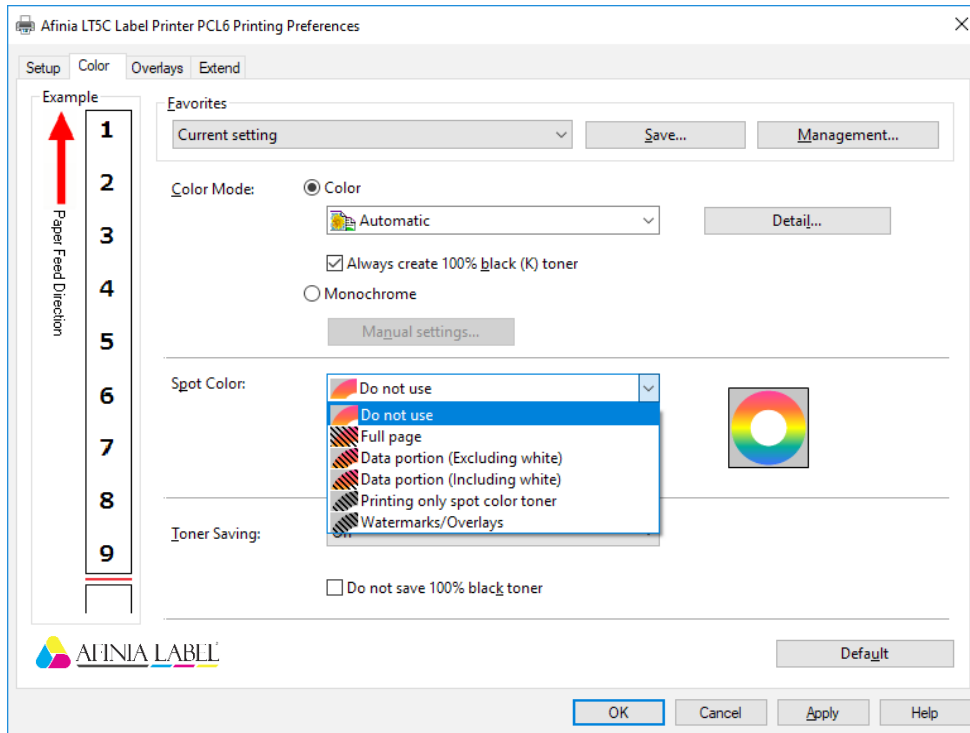 Afinia LT5C Label Printer PCL6 Printing Preferences
Setup Color Overlays Extend
Example
1
2
3
4
5
6
7
8
9
Paper Feed Direction
Favorites
Current setting Save... Management...
Color Mode: Color
Automatic Detail...
Always create 100% black (K) toner
Monochrome
Manual settings...
Spot Color: Do not use
Do not use
Full page
Data portion (Excluding white)
Data portion (Including white)
Printing only spot color toner
Watermarks/Overlays
Toner Saving: On
Do not save 100% black toner
AFINIA LABEL
Default
OK Cancel Apply Help